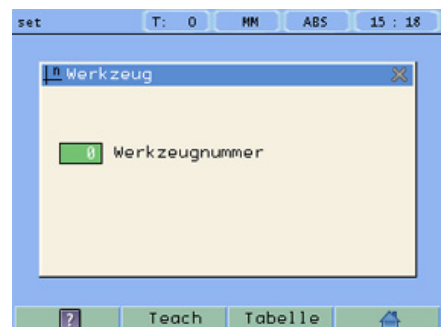 set T: 0 MM ABS 15 : 18
n Werkzeug
0 Werkzeugnummer
? Teach Tabelle